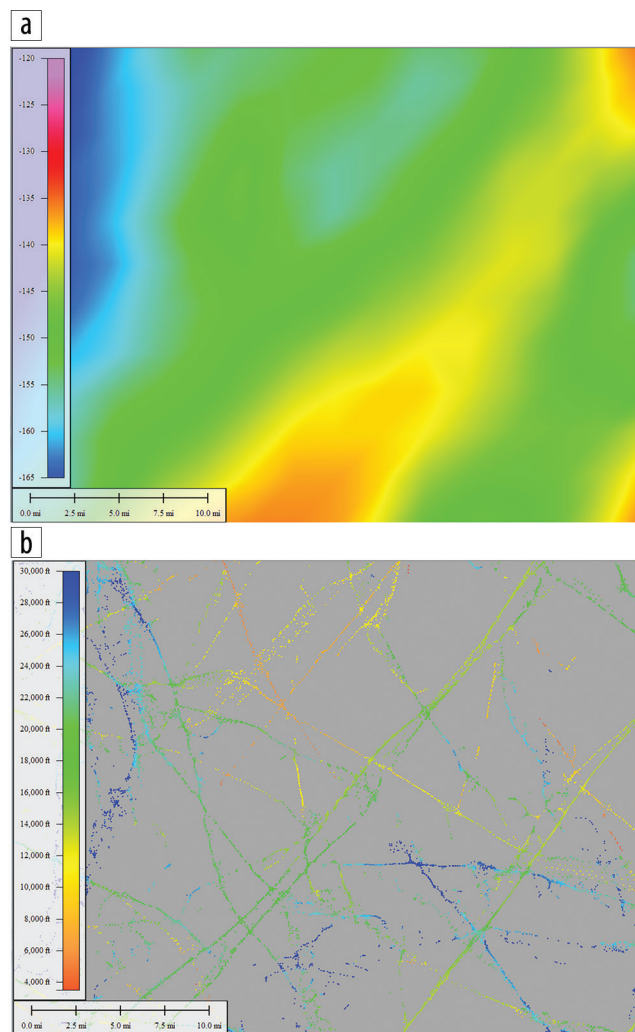 a
-120
-125
-130
-135
-140
-145
-150
-155
-160
-165
0.0 mi 2.5 mi 5.0 mi 7.5 mi 10.0 mi
b
30,000 ft
28,000 ft
26,000 ft
24,000 ft
22,000 ft
20,000 ft
18,000 ft
16,000 ft
14,000 ft
12,000 ft
10,000 ft
8,000 ft
6,000 ft
4,000 ft
0.0 mi 2.5 mi 5.0 mi 7.5 mi 10.0 mi